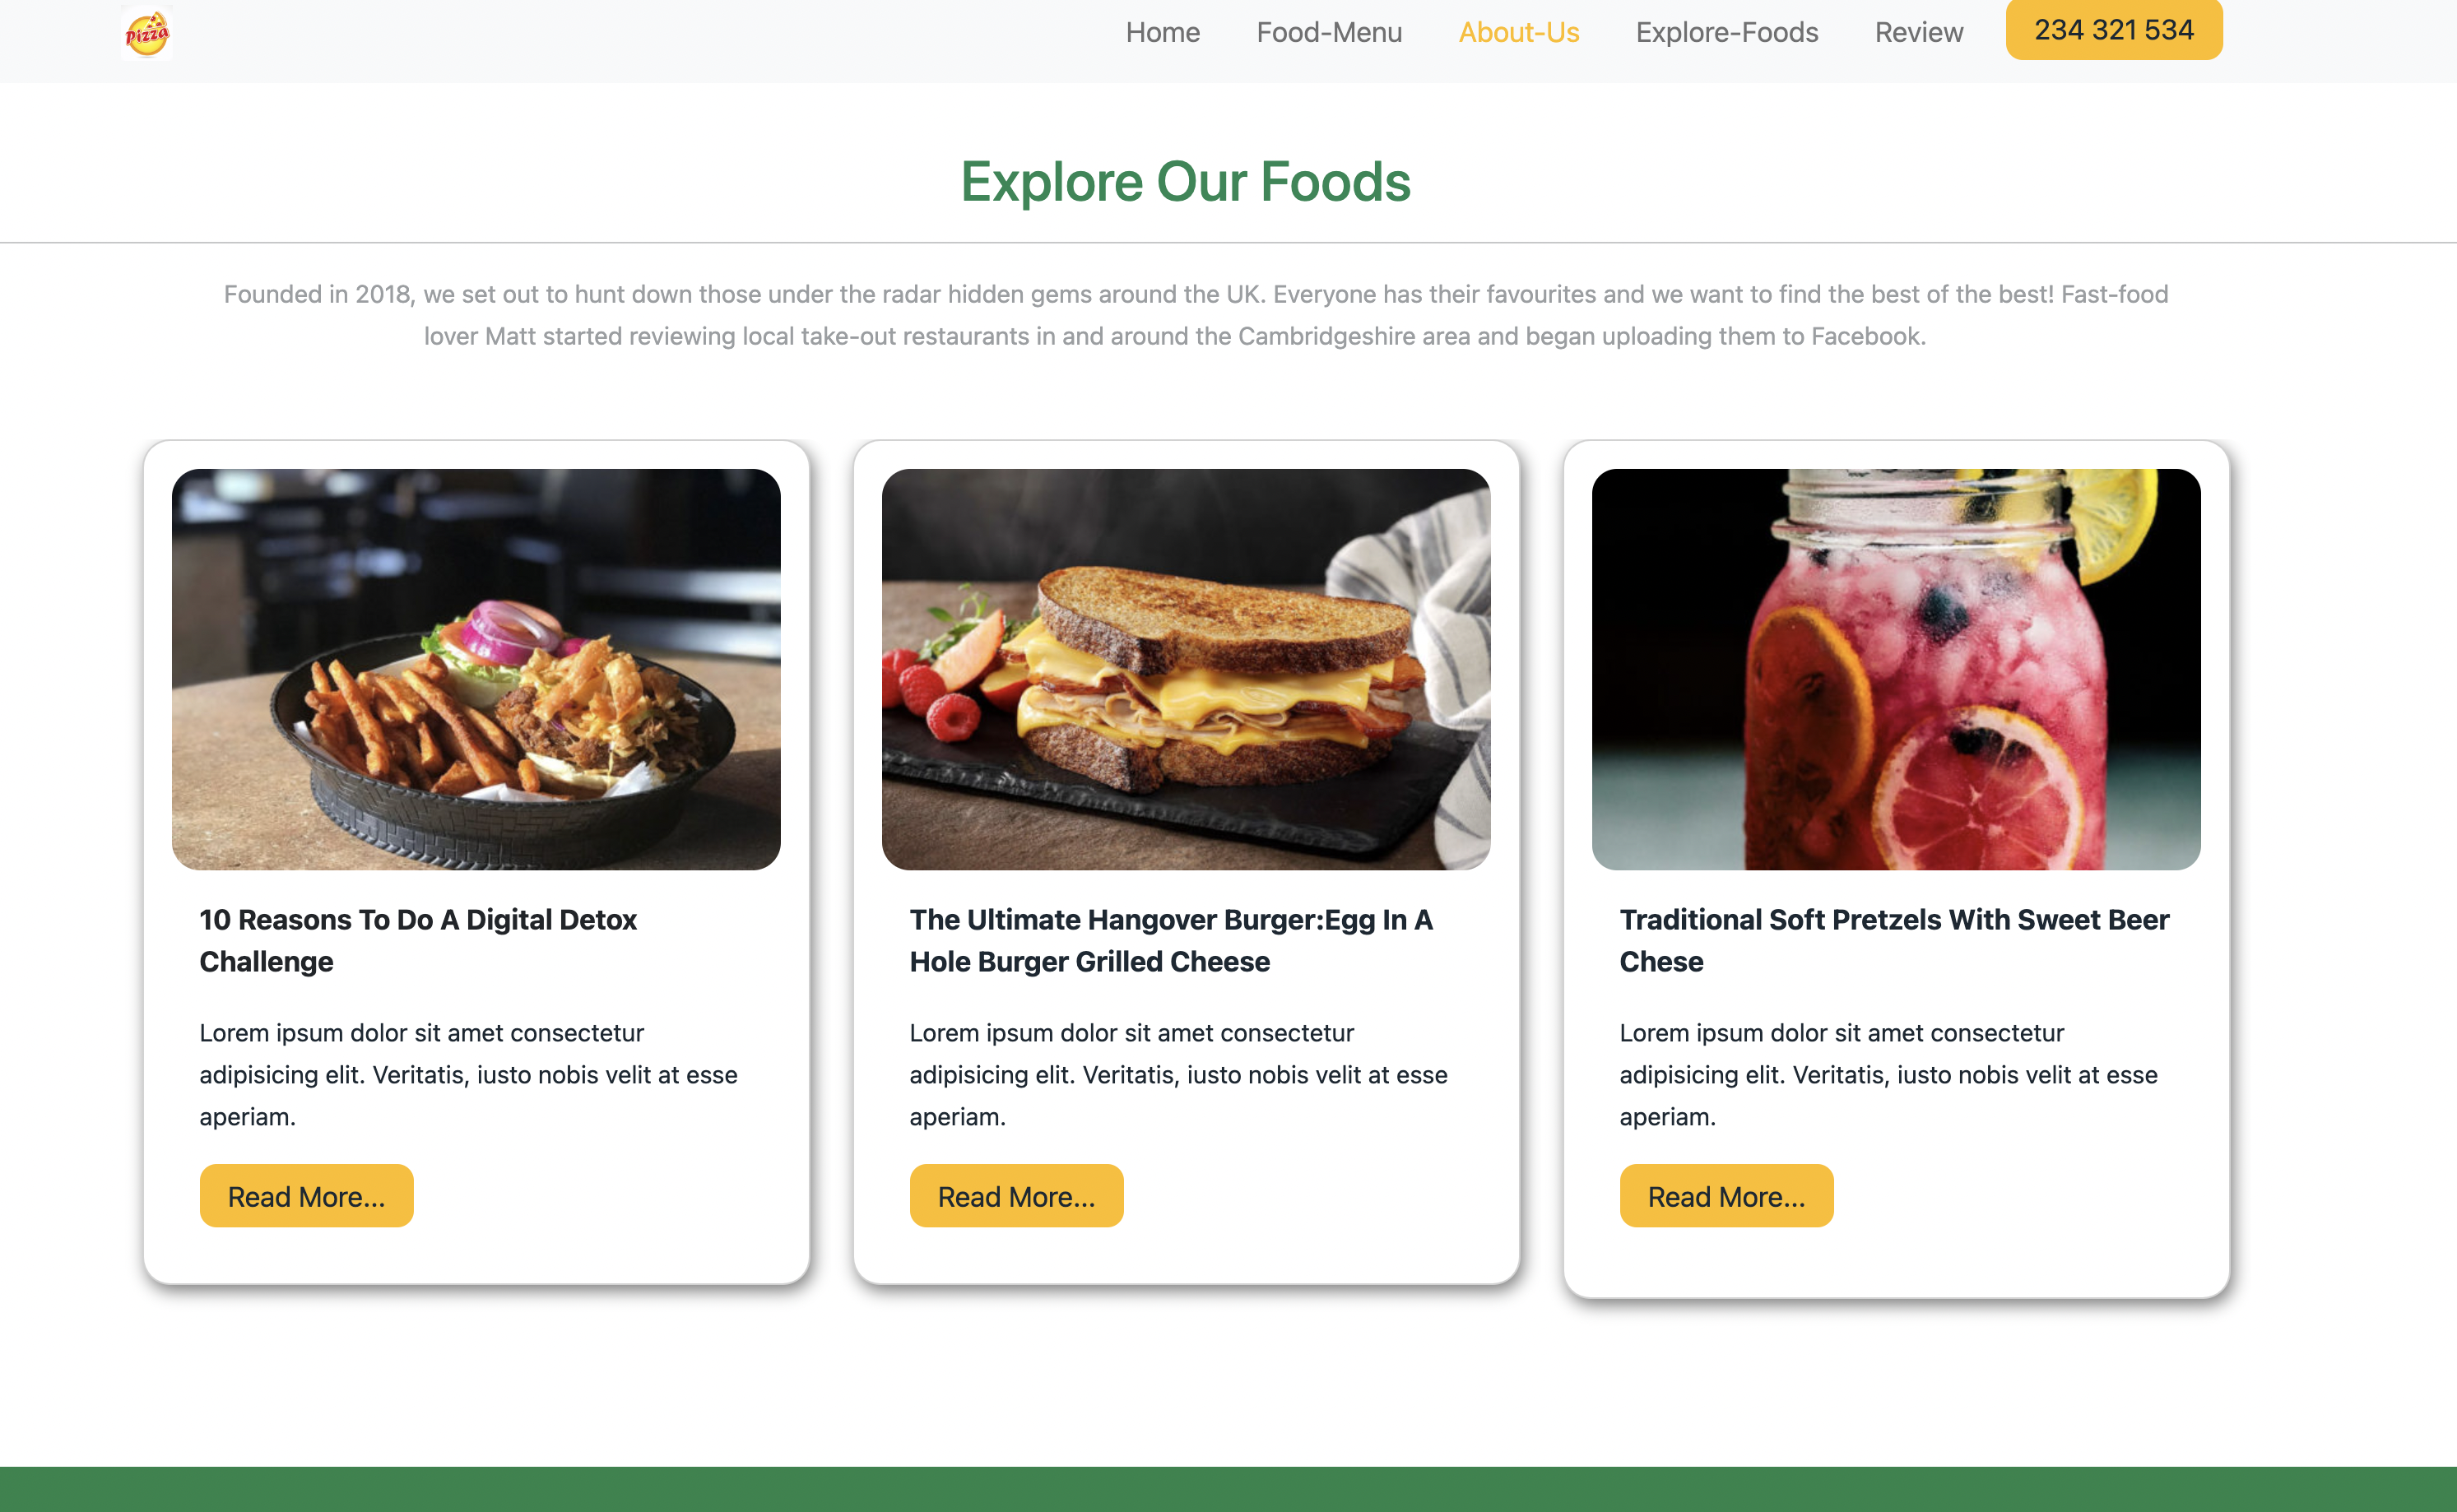 Pizza
Home Food-Menu About-Us Explore-Foods Review 234 321 534
Explore Our Foods
Founded in 2018, we set out to hunt down those under the radar hidden gems around the UK. Everyone has their favourites and we want to find the best of the best! Fast-food
lover Matt started reviewing local take-out restaurants in and around the Cambridgeshire area and began uploading them to Facebook.
10 Reasons To Do A Digital Detox
Challenge
Lorem ipsum dolor sit amet consectetur
adipisicing elit. Veritatis, iusto nobis velit at esse
aperiam.
Read More...
The Ultimate Hangover Burger:Egg In A
Hole Burger Grilled Cheese
Lorem ipsum dolor sit amet consectetur
adipisicing elit. Veritatis, iusto nobis velit at esse
aperiam.
Read More...
Traditional Soft Pretzels With Sweet Beer
Chese
Lorem ipsum dolor sit amet consectetur
adipisicing elit. Veritatis, iusto nobis velit at esse
aperiam.
Read More...